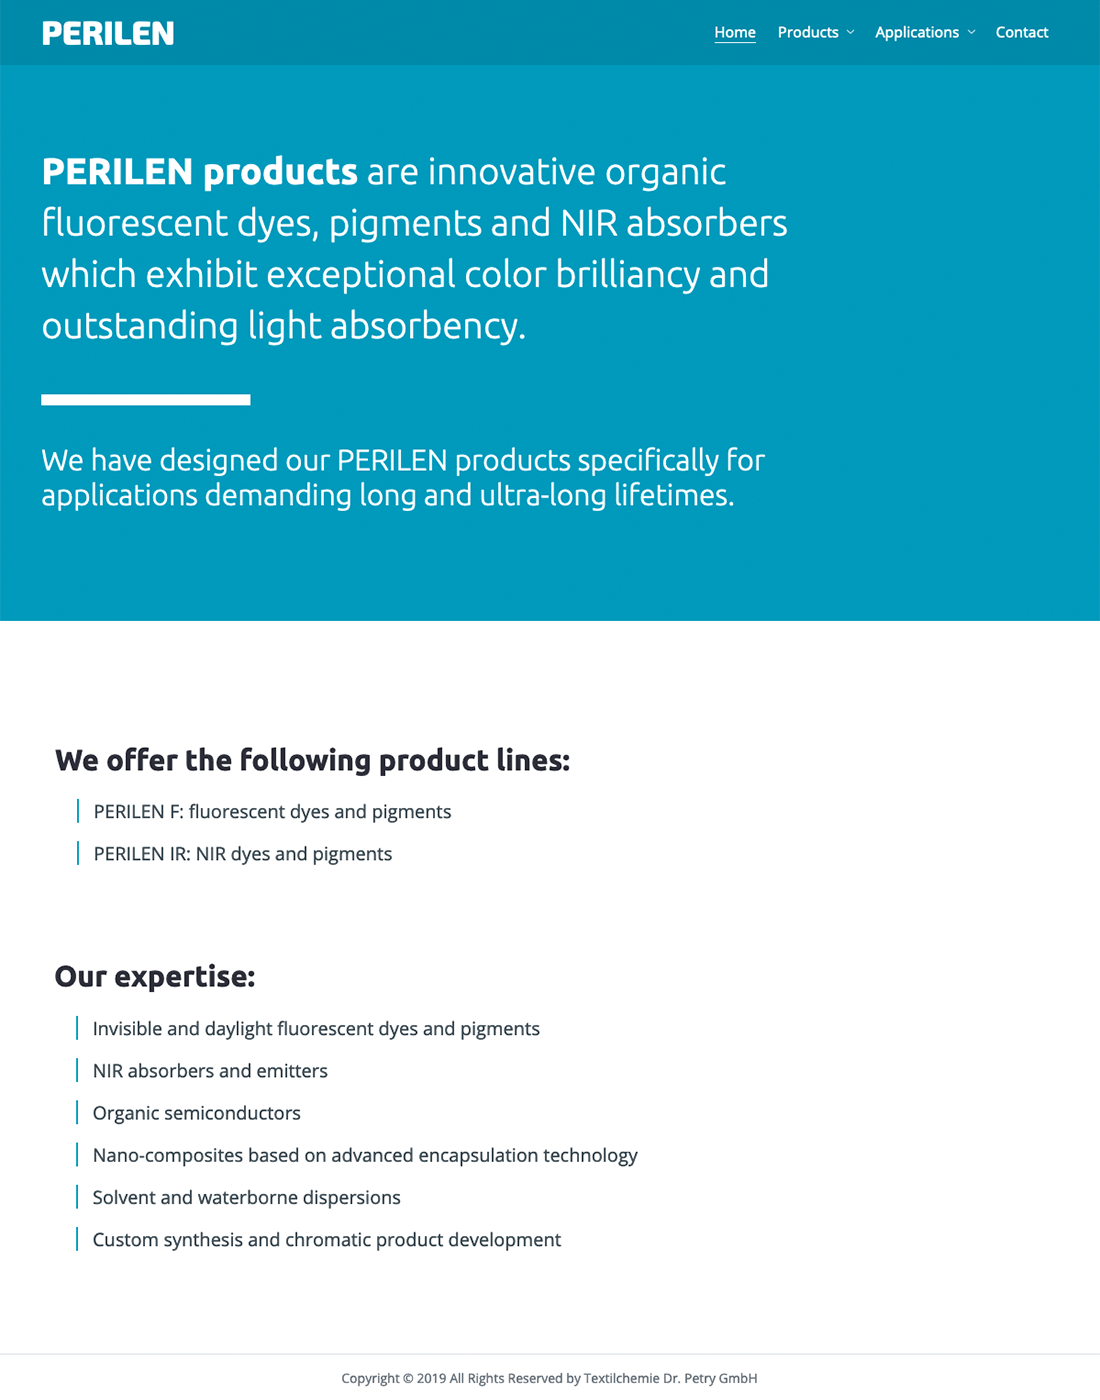 PERILEN
Home Products Applications Contact
PERILEN products are innovative organic
fluorescent dyes, pigments and NIR absorbers
which exhibit exceptional color brilliancy and
outstanding light absorbency.
We have designed our PERILEN products specifically for
applications demanding long and ultra-long lifetimes.
We offer the following product lines:
PERILEN F: fluorescent dyes and pigments
PERILEN IR: NIR dyes and pigments
Our expertise:
Invisible and daylight fluorescent dyes and pigments
NIR absorbers and emitters
Organic semiconductors
Nano-composites based on advanced encapsulation technology
Solvent and waterborne dispersions
Custom synthesis and chromatic product development
Copyright © 2019 All Rights Reserved by Textilchemie Dr. Petry GmbH